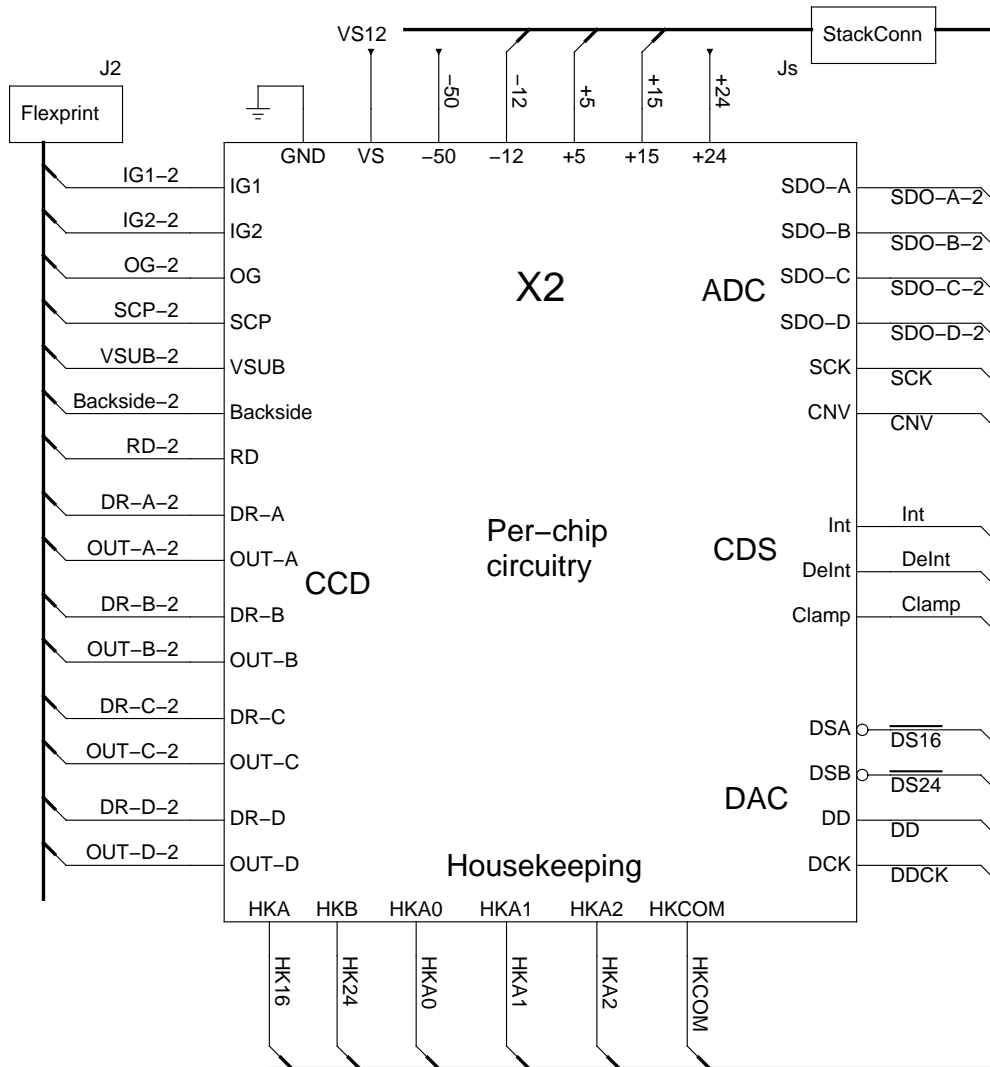 VS12
StackConn
J2
Js
Flexprint
−50
−12
+5
+15
+24
GND
VS
−50
−12
+5
+15
+24
IG1−2
IG1
IG2−2
IG2
OG−2
OG
SCP−2
SCP
VSUB−2
VSUB
Backside−2
Backside
RD−2
RD
DR−A−2
DR−A
OUT−A−2
OUT−A
DR−B−2
DR−B
OUT−B−2
OUT−B
DR−C−2
DR−C
OUT−C−2
OUT−C
DR−D−2
DR−D
OUT−D−2
OUT−D
X2
ADC
Per−chip
circuitry
CCD
CDS
DAC
Housekeeping
SDO−A
SDO−A−2
SDO−B
SDO−B−2
SDO−C
SDO−C−2
SDO−D
SDO−D−2
SCK
SCK
CNV
CNV
Int
Int
DeInt
DeInt
Clamp
Clamp
DSA
DS16
DSB
DS24
DD
DD
DCK
DDCK
HKA
HKB
HKA0
HKA1
HKA2
HKCOM
HK16
HK24
HKA0
HKA1
HKA2
HKCOM